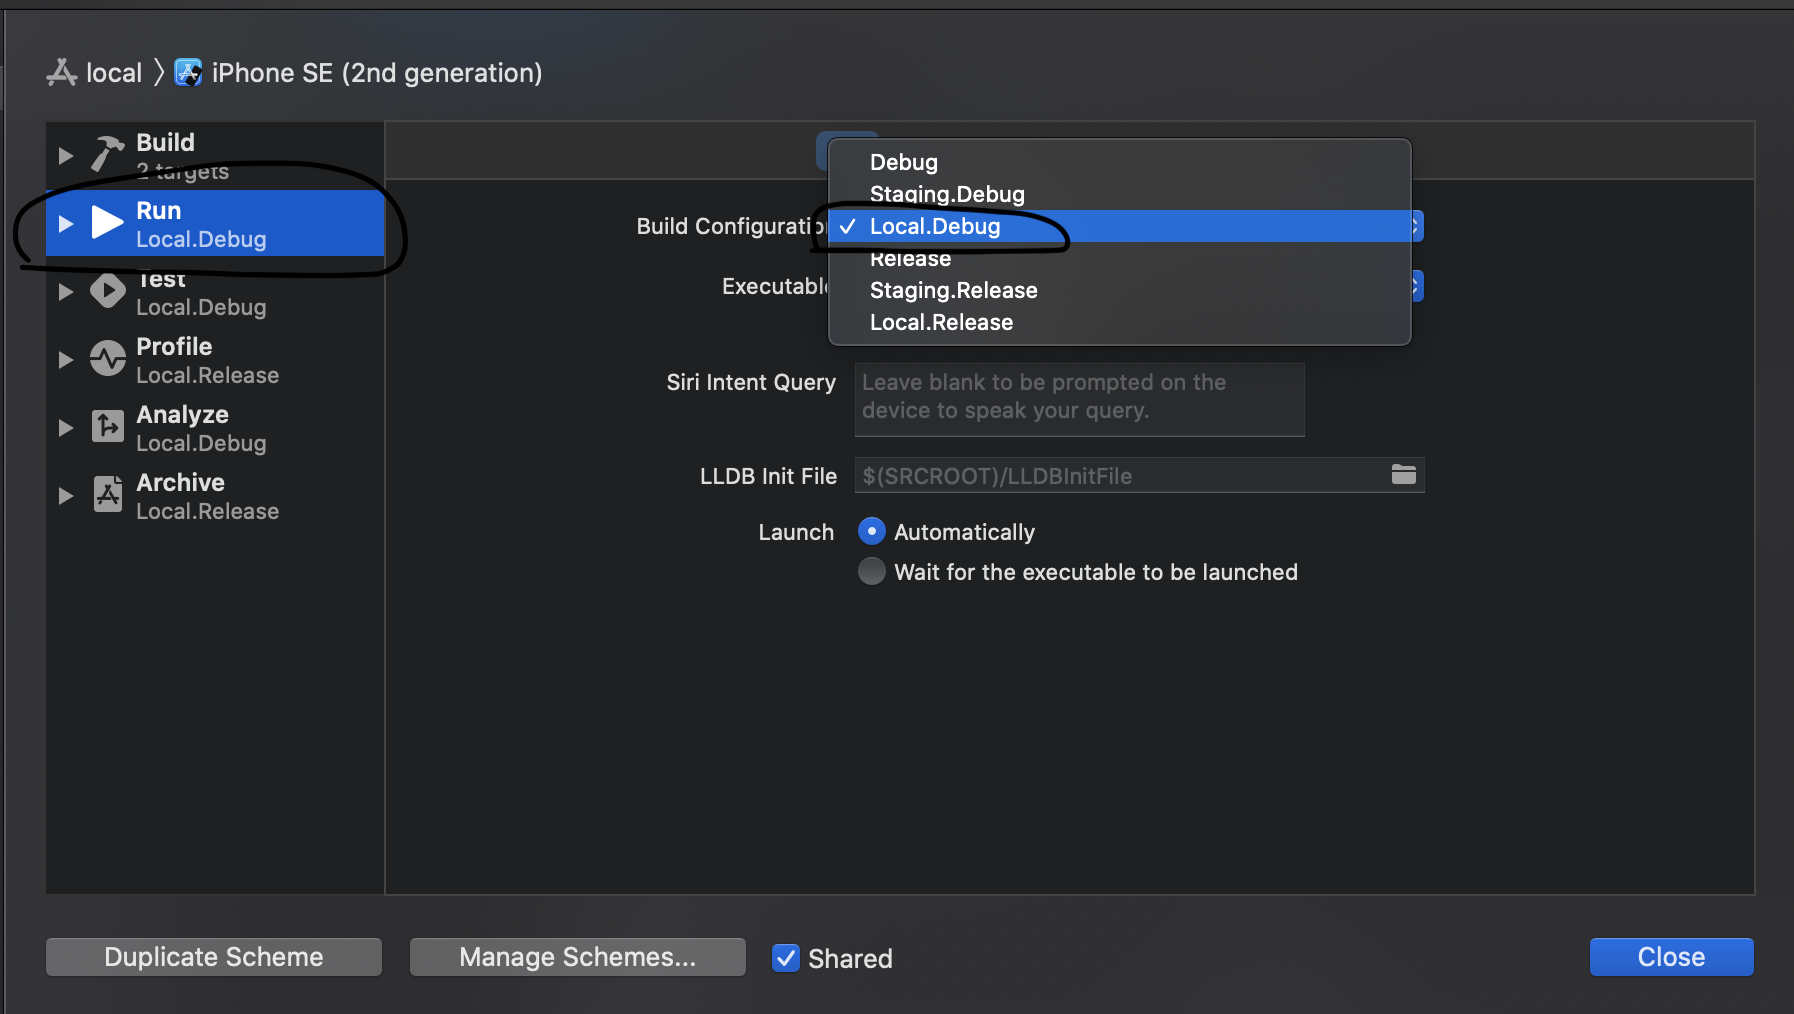 local 〉 iPhone SE (2nd generation)
Build
2 targets
Run
Local.Debug
Test
Local.Debug
Profile
Local.Release
Analyze
Local.Debug
Archive
Local.Release
Debug
Staging.Debug
Build Configuratio ✓ Local.Debug
Release
Executable
Staging.Release
Local.Release
Siri Intent Query
Leave blank to be prompted on the
device to speak your query.
LLDB Init File $(SRCROOT)/LLDBInitFile
Launch Automatically
Wait for the executable to be launched
Duplicate Scheme Manage Schemes... Shared Close